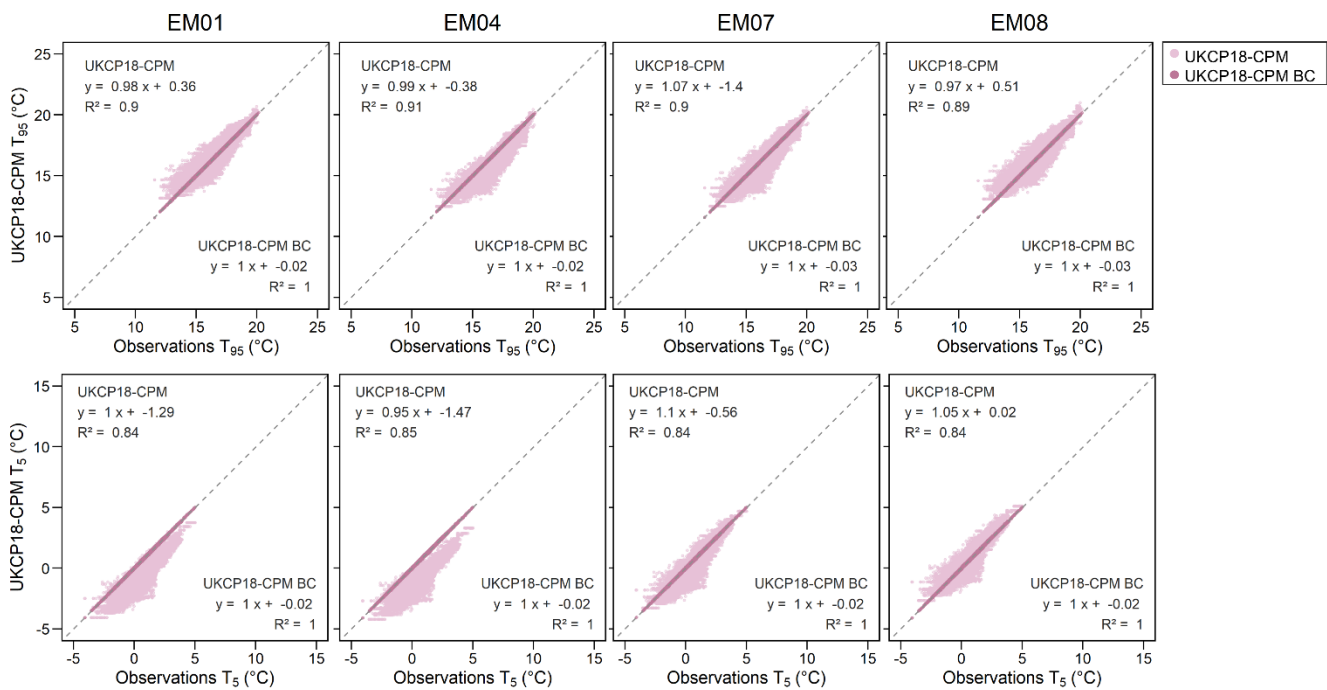 EM01 EM04 EM07 EM08
UKCP18-CPM
UKCP18-CPM BC
UKCP18-CPM T95 (°C)
25
20
15
10
5
UKCP18-CPM
y = 0.98 x + 0.36
R² = 0.9
UKCP18-CPM BC
y = 1 x + -0.02
R² = 1
5 10 15 20 25
Observations T95 (°C)
UKCP18-CPM
y = 0.99 x + -0.38
R² = 0.91
UKCP18-CPM BC
y = 1 x + -0.02
R² = 1
5 10 15 20 25
Observations T95 (°C)
UKCP18-CPM
y = 1.07 x + -1.4
R² = 0.9
UKCP18-CPM BC
y = 1 x + -0.03
R² = 1
5 10 15 20 25
Observations T95 (°C)
UKCP18-CPM
y = 0.97 x + 0.51
R² = 0.89
UKCP18-CPM BC
y = 1 x + -0.03
R² = 1
5 10 15 20 25
Observations T95 (°C)
UKCP18-CPM T5 (°C)
15
10
5
0
-5
UKCP18-CPM
y = 1 x + -1.29
R² = 0.84
UKCP18-CPM BC
y = 1 x + -0.02
R² = 1
-5 0 5 10 15
Observations T5 (°C)
UKCP18-CPM
y = 0.95 x + -1.47
R² = 0.85
UKCP18-CPM BC
y = 1 x + -0.02
R² = 1
-5 0 5 10 15
Observations T5 (°C)
UKCP18-CPM
y = 1.1 x + -0.56
R² = 0.84
UKCP18-CPM BC
y = 1 x + -0.02
R² = 1
-5 0 5 10 15
Observations T5 (°C)
UKCP18-CPM
y = 1.05 x + 0.02
R² = 0.84
UKCP18-CPM BC
y = 1 x + -0.02
R² = 1
-5 0 5 10 15
Observations T5 (°C)